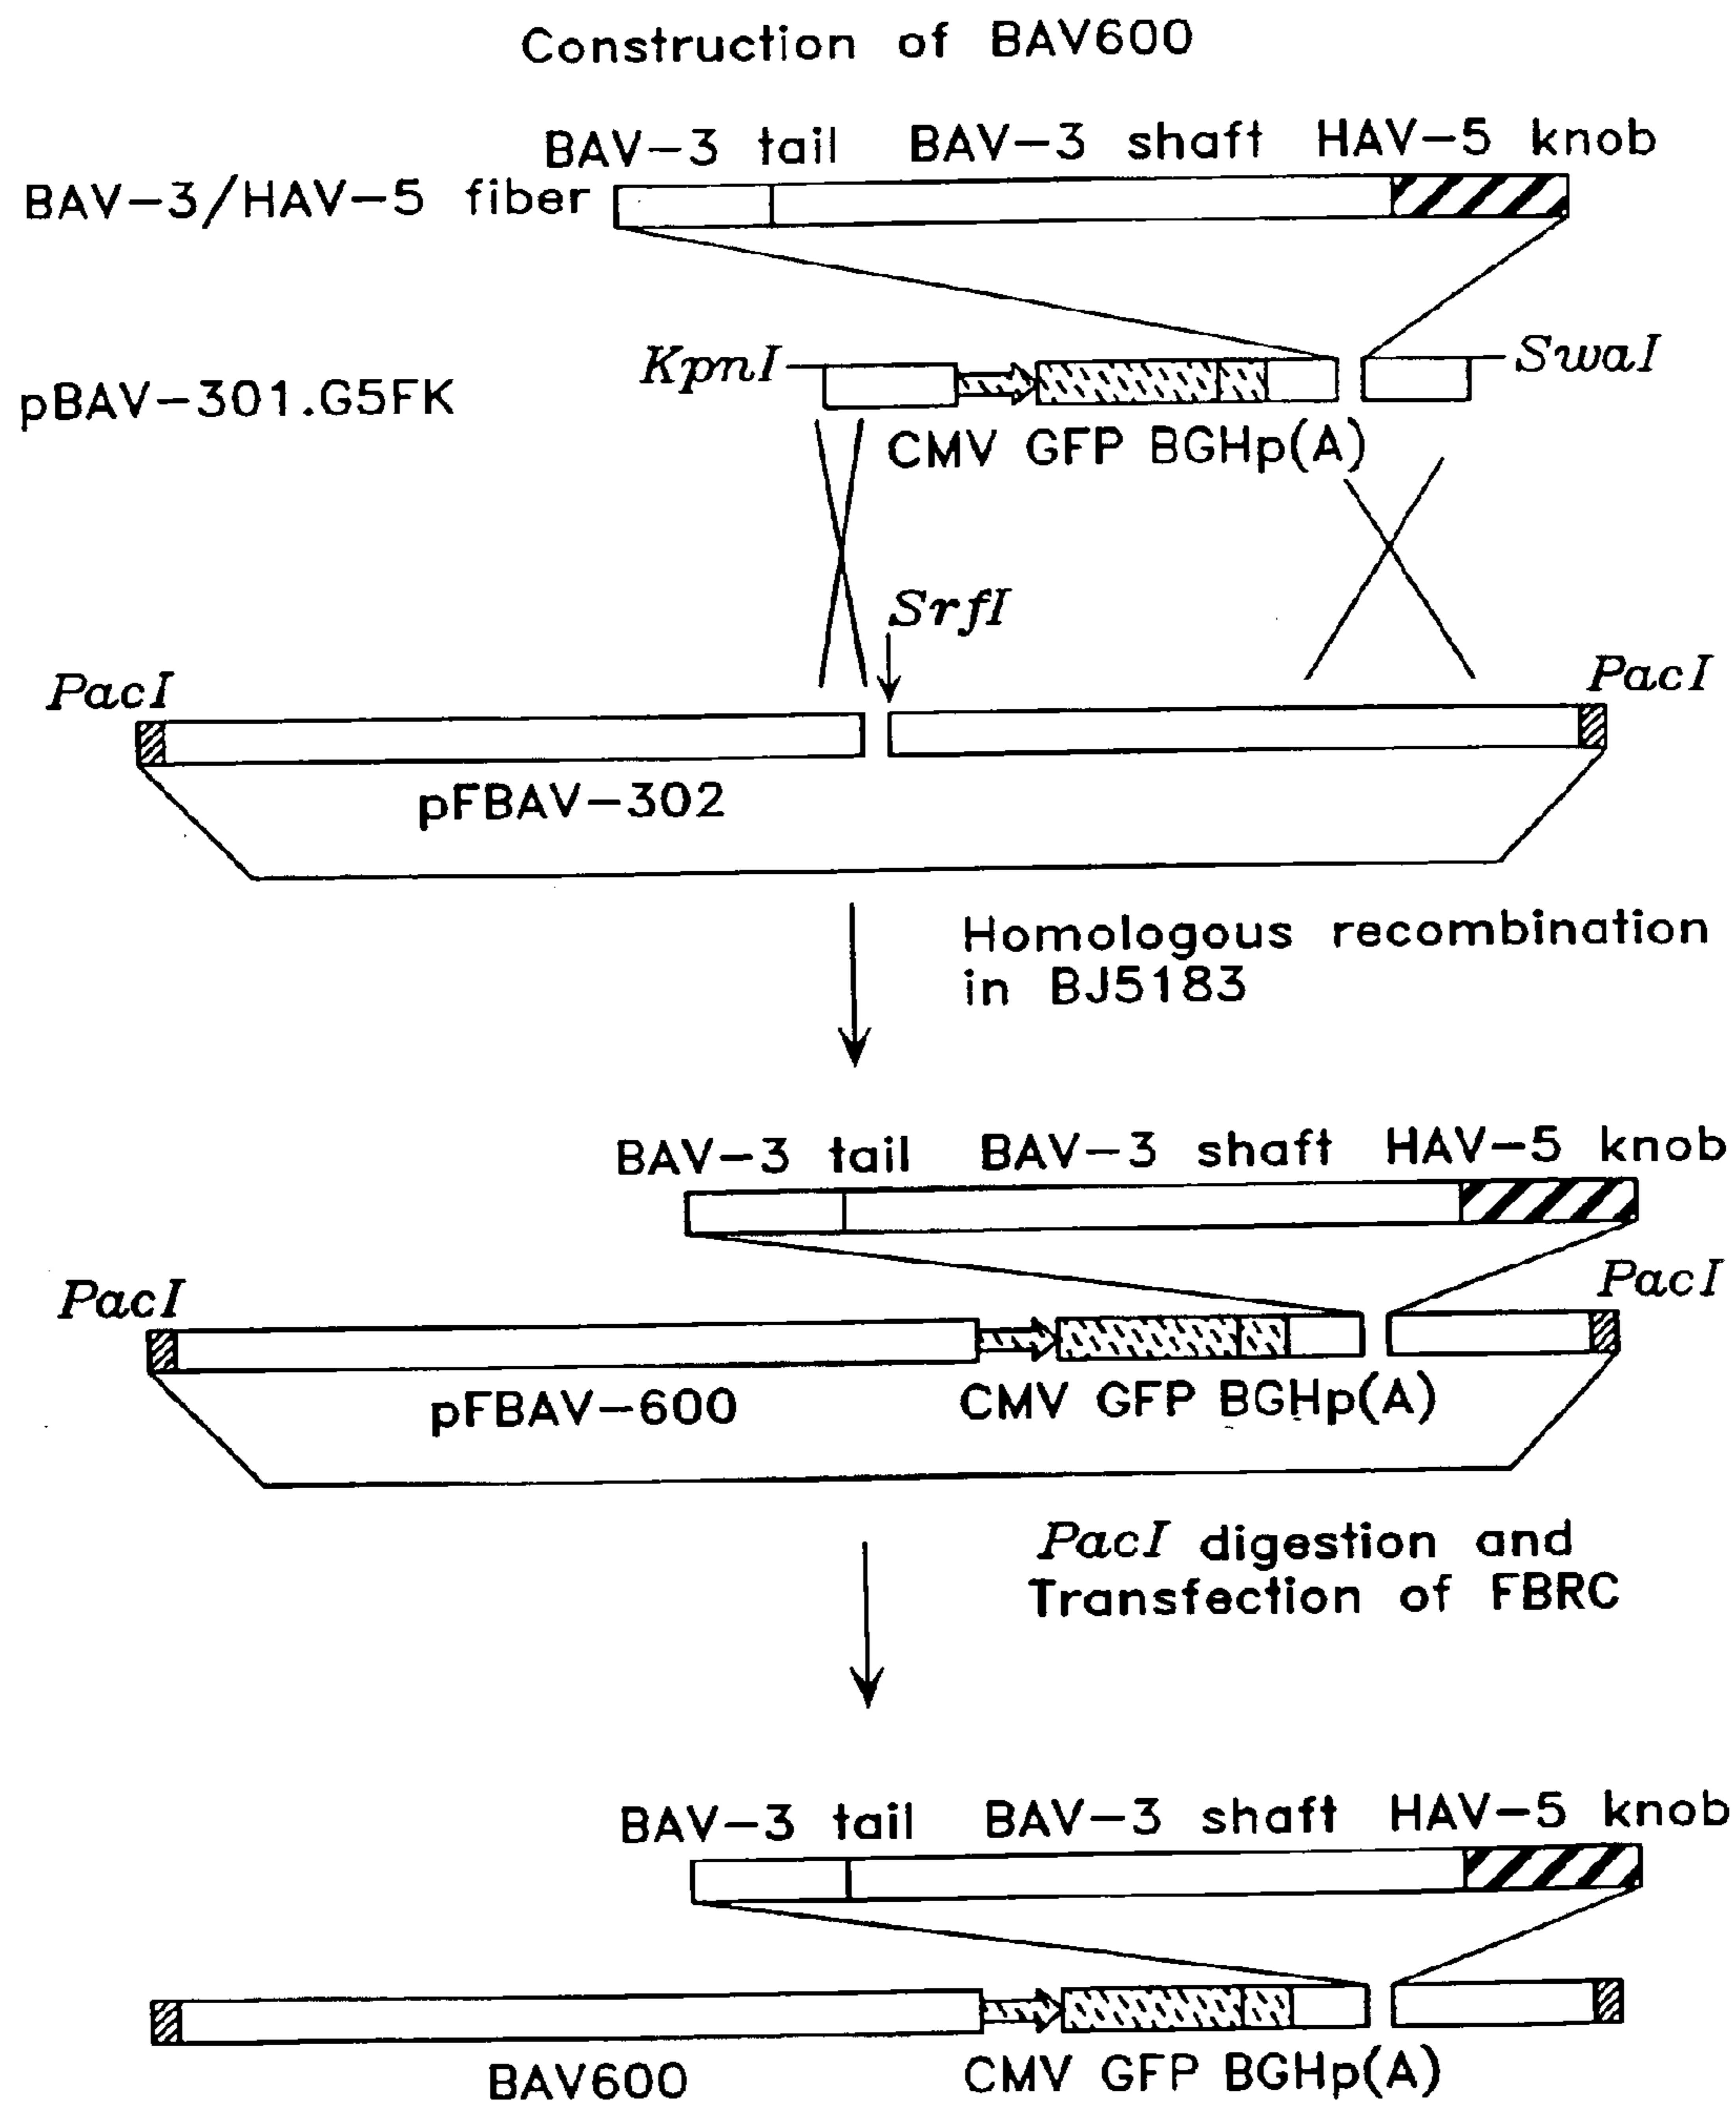 Construction of BAV600
BAV-3 tail BAV-3 shaft HAV-5 knob
BAV-3/HAV-5 fiber
KpnI
SwaI
pBAV-301.G5FK
CMV GFP BGHp(A)
SrfI
PacI
PacI
pFBAV-302
Homologous recombination
in BJ5183
BAV-3 tail BAV-3 shaft HAV-5 knob
PacI
PacI
pFBAV-600
CMV GFP BGHp(A)
PacI digestion and
Transfection of FBRC
BAV-3 tail BAV-3 shaft HAV-5 knob
BAV600
CMV GFP BGHp(A)